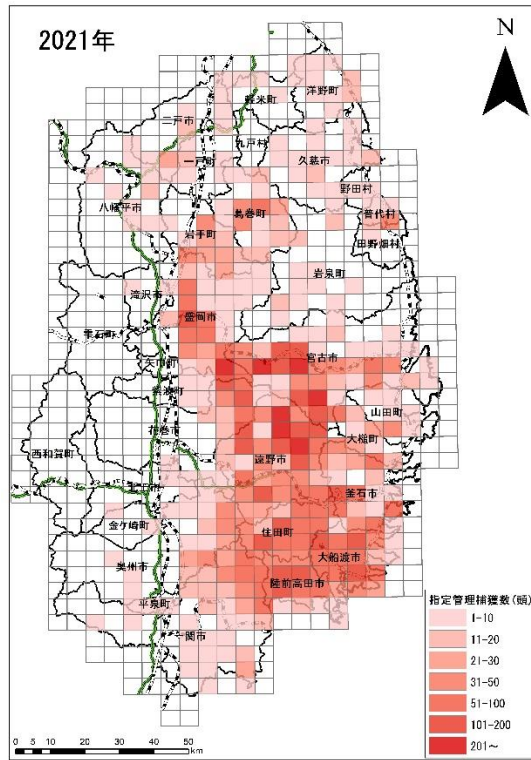 2021年
N
洋野町
軽米町
二戸市
九戸村
一戸町
久慈市
野田村
八幡平市
葛巻町
普代村
岩手町
田野畑村
岩泉町
滝沢市
盛岡市
雫石町
宮古市
矢巾町
紫波町
山田町
花巻市
大槌町
西和賀町
遠野市
北上市
釜石市
金ケ崎町
住田町
大船渡市
奥州市
陸前高田市
平泉町
一関市
指定管理捕獲数(頭)
1-10
11-20
21-30
31-50
51-100
101-200
201~
0 5 10 20 30 40 50
km